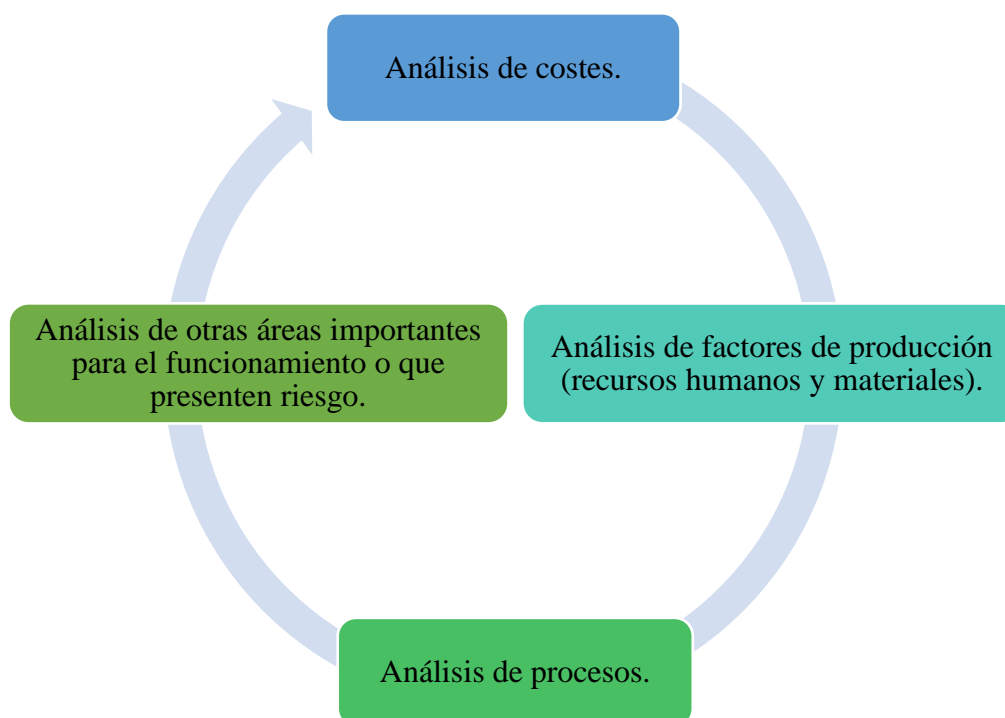 Análisis de costes.
Análisis de otras áreas importantes
para el funcionamiento o que
presenten riesgo.
Análisis de factores de producción
(recursos humanos y materiales).
Análisis de procesos.